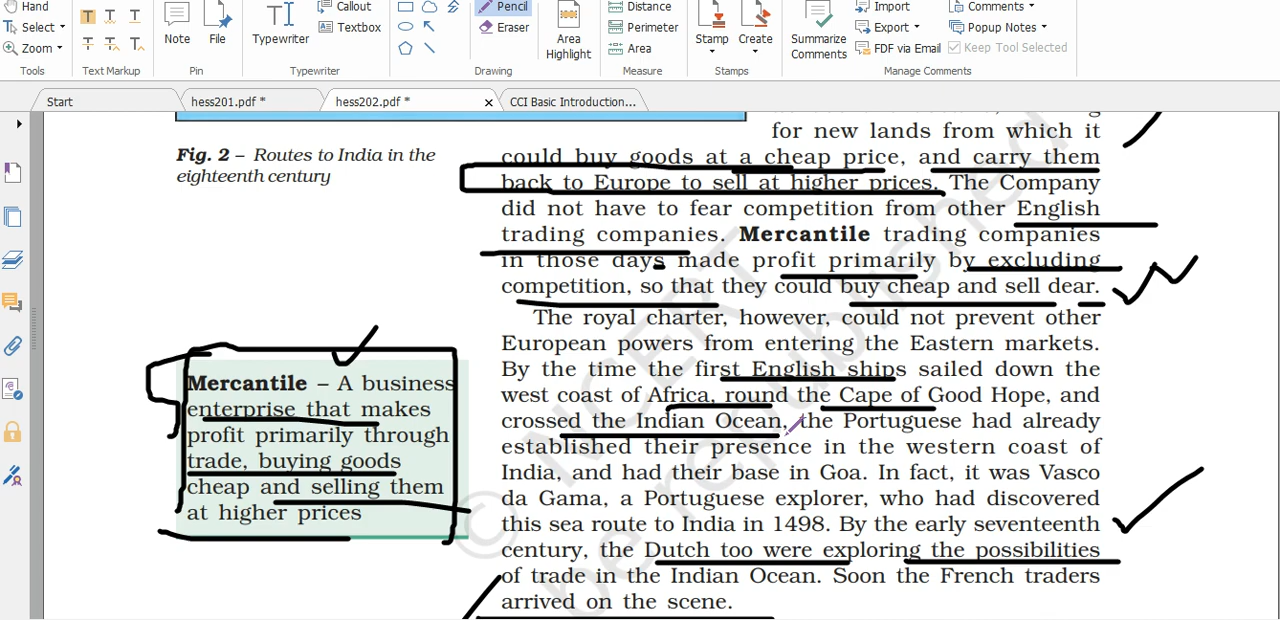 Hand
Select
Zoom
Tools
Text Markup
Note
File
Pin
Typewriter
Callout
Textbox
Typewriter
Pencil
Eraser
Drawing
Area
Highlight
Distance
Perimeter
Area
Measure
Stamp
Create
Stamps
Summarize
Comments
Import
Export
FDF via Email
Comments
Popup Notes
Keep Tool Selected
Manage Comments
Start
hess201.pdf *
hess202.pdf *
CCI Basic Introduction...
Fig. 2 – Routes to India in the
eighteenth century
for new lands from which it
could buy goods at a cheap price, and carry them
back to Europe to sell at higher prices. The Company
did not have to fear competition from other English
trading companies. Mercantile trading companies
in those days made profit primarily by excluding
competition, so that they could buy cheap and sell dear.
The royal charter, however, could not prevent other
European powers from entering the Eastern markets.
By the time the first English ships sailed down the
west coast of Africa, round the Cape of Good Hope, and
crossed the Indian Ocean, the Portuguese had already
established their presence in the western coast of
India, and had their base in Goa. In fact, it was Vasco
da Gama, a Portuguese explorer, who had discovered
this sea route to India in 1498. By the early seventeenth
century, the Dutch too were exploring the possibilities
of trade in the Indian Ocean. Soon the French traders
arrived on the scene.
Mercantile – A business
enterprise that makes
profit primarily through
trade, buying goods
cheap and selling them
at higher prices
© NCERT
be republished